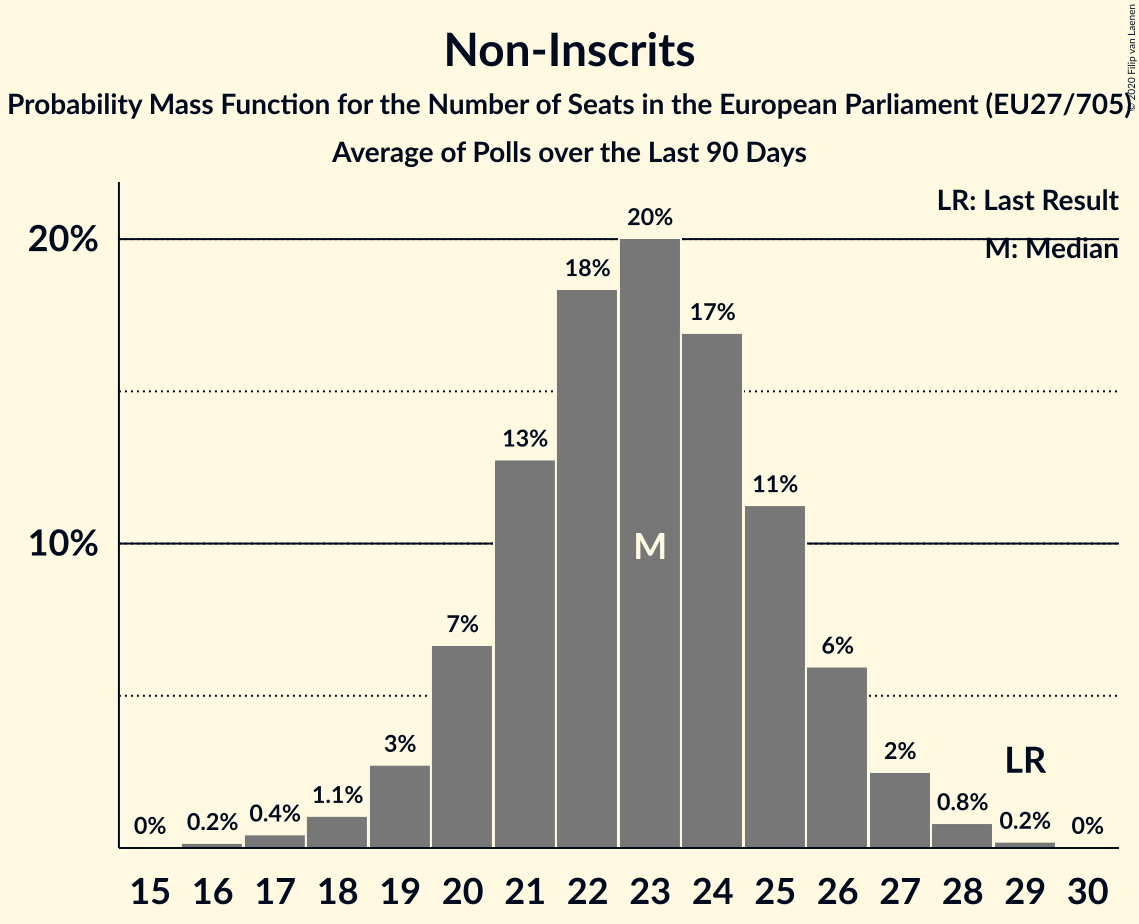 Non-Inscrits
Probability Mass Function for the Number of Seats in the European Parliament (EU27/705)
Average of Polls over the Last 90 Days
© 2020 Filip van Laenen
LR: Last Result
M: Median
20%
10%
0%
0.2%
0.4%
1.1%
3%
7%
13%
18%
20%
17%
11%
6%
2%
0.8%
0.2%
0%
M
LR
15 16 17 18 19 20 21 22 23 24 25 26 27 28 29 30